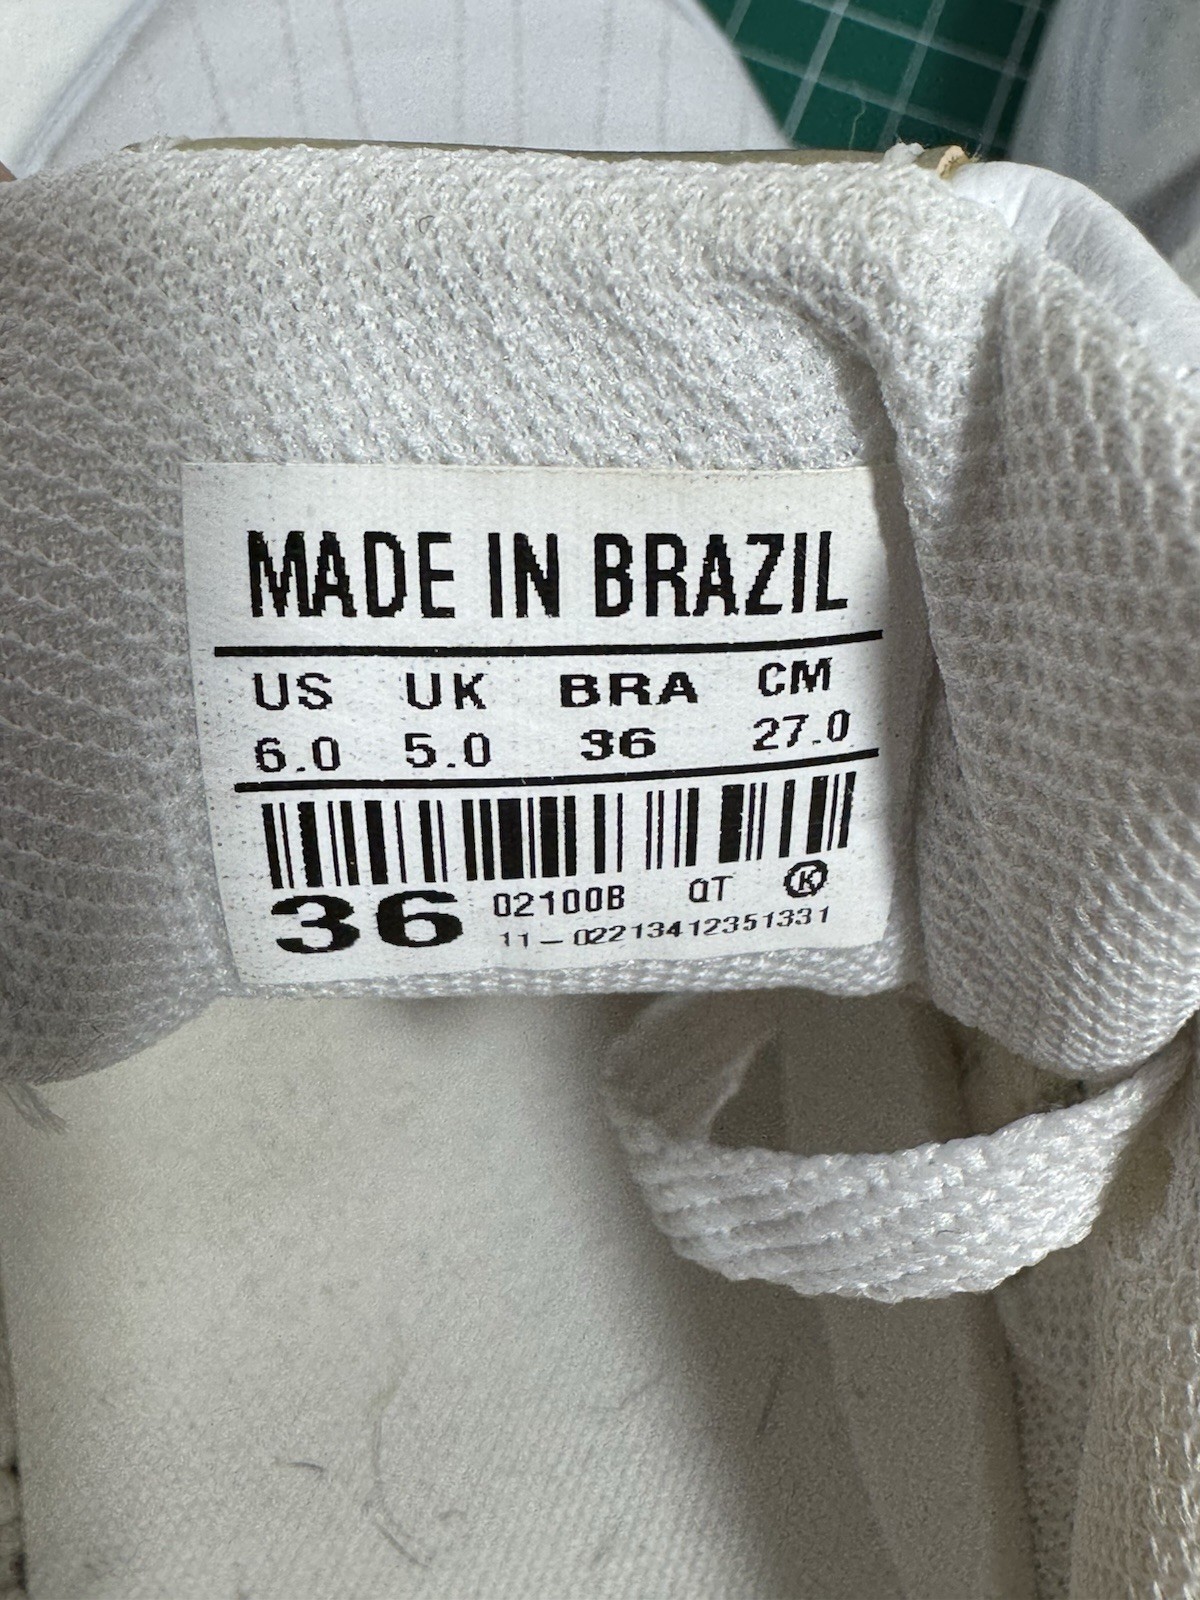 MADE IN BRAZIL
US UK BRA CM
6.0 5.0 36 27.0
36 02100B QT K
11-02213412351331